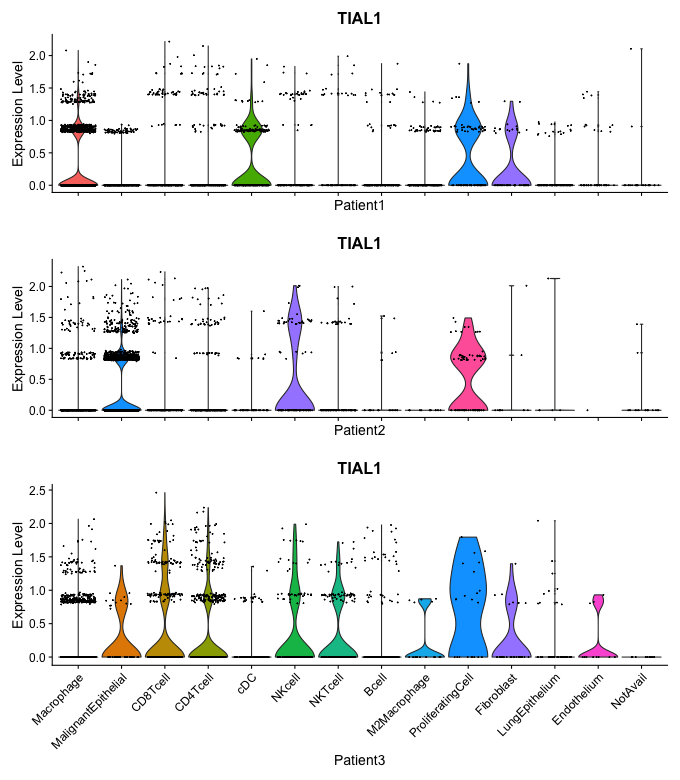 TIAL1
Expression Level
2.0
1.5
1.0
0.5
0.0
Patient1
TIAL1
Expression Level
2.0
1.5
1.0
0.5
0.0
Patient2
TIAL1
Expression Level
2.5
2.0
1.5
1.0
0.5
0.0
Macrophage
MalignantEpithelial
CD8Tcell
CD4Tcell
cDC
NKcell
NKTcell
Bcell
M2Macrophage
ProliferatingCell
Fibroblast
LungEpithelium
Endothelium
NotAvail
Patient3